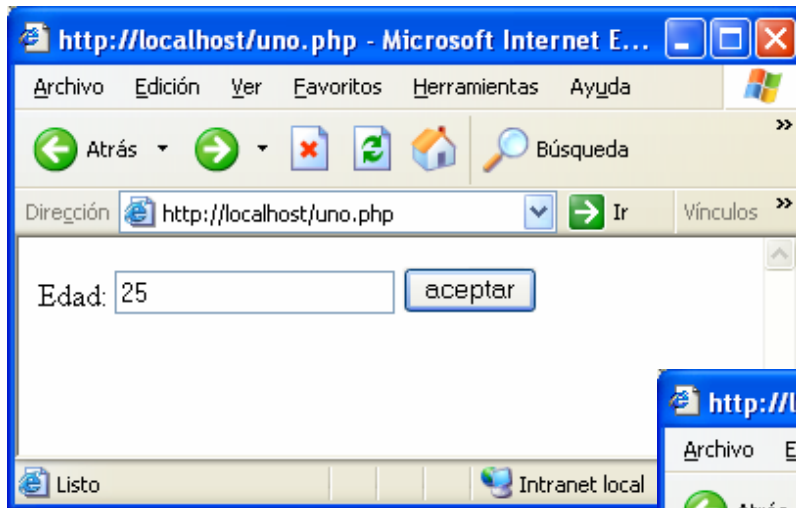 http://localhost/uno.php - Microsoft Internet E...
Archivo Edición Ver Favoritos Herramientas Ayuda
Atrás Búsqueda »
Dirección http://localhost/uno.php Ir Vínculos »
Edad: 25 aceptar
Listo Intranet local
http://l
Archivo E